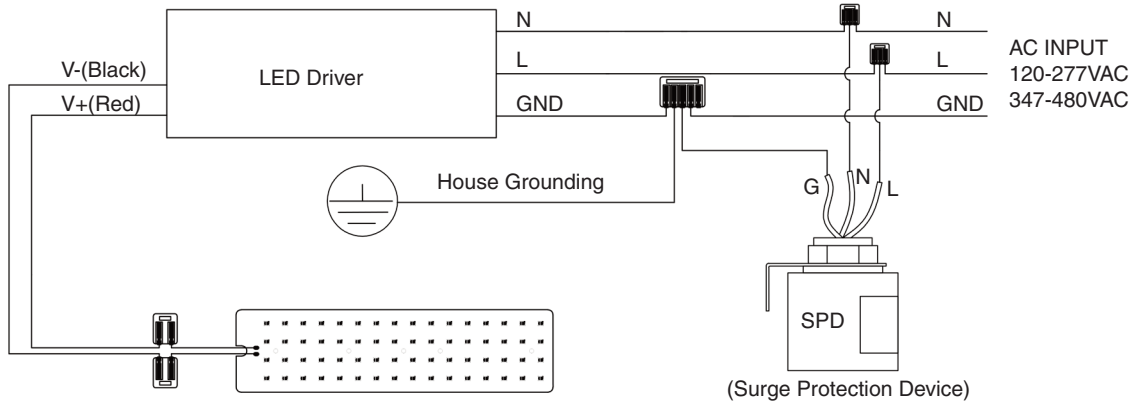 N
N
V-(Black)
LED Driver
L
L
AC INPUT
120-277VAC
347-480VAC
V+(Red)
GND
GND
House Grounding
G
N
L
SPD
(Surge Protection Device)